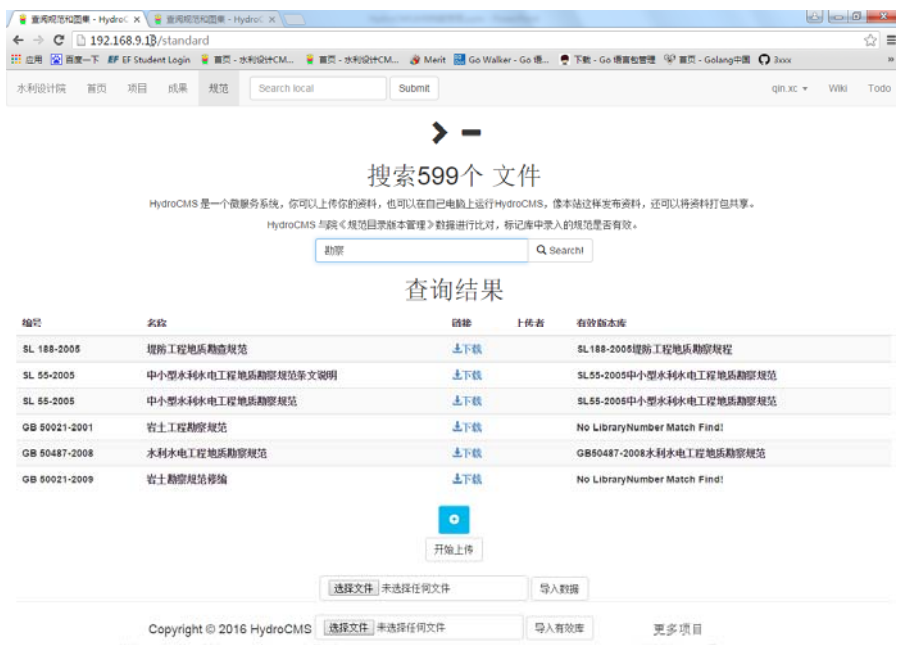 查阅规范和图集 - HydroC 查阅规范和图集 - HydroC
192.168.9.13/standard
应用 百度一下 EF EF Student Login 首页 - 水利设计CM... 首页 - 水利设计CM... Merit Go Walker - Go 语... 下载 - Go 语言包管理 首页 - Golang中国 3xxx »
水利设计院 首页 项目 成果 规范 Search local Submit qin.xc Wiki Todo
搜索599个 文件
HydroCMS 是一个微服务系统，你可以上传你的资料，也可以在自己电脑上运行HydroCMS，像本站这样发布资料，还可以将资料打包共享。
HydroCMS 与院《规范目录版本管理》数据进行比对，标记库中录入的规范是否有效。
勘察 Search!
查询结果
编号 名称 链接 上传者 有效版本库
SL 188-2005 堤防工程地质勘查规范 下载 SL188-2005堤防工程地质勘察规程
SL 55-2005 中小型水利水电工程地质勘察规范条文说明 下载 SL55-2005中小型水利水电工程地质勘察规范
SL 55-2005 中小型水利水电工程地质勘察规范 下载 SL55-2005中小型水利水电工程地质勘察规范
GB 50021-2001 岩土工程勘察规范 下载 No LibraryNumber Match Find!
GB 50487-2008 水利水电工程地质勘察规范 下载 GB50487-2008水利水电工程地质勘察规范
GB 50021-2009 岩土勘察规范修编 下载 No LibraryNumber Match Find!
开始上传
选择文件 未选择任何文件 导入数据
Copyright © 2016 HydroCMS 选择文件 未选择任何文件 导入有效库 更多项目